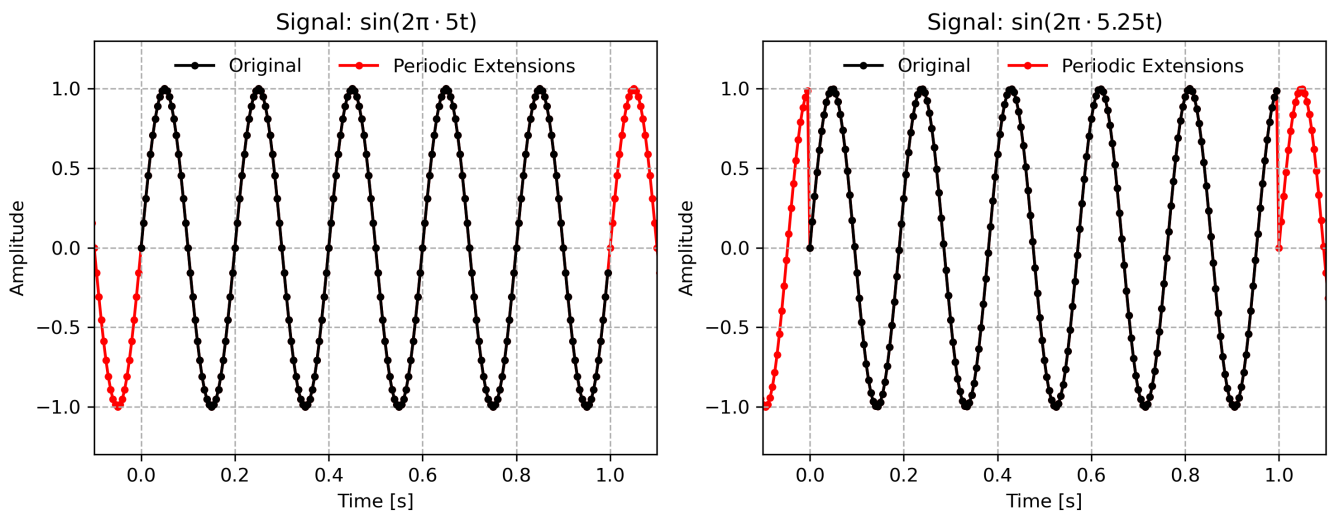 Signal: sin(2π · 5t)
Original
Periodic Extensions
Amplitude
1.0
0.5
0.0
−0.5
−1.0
0.0 0.2 0.4 0.6 0.8 1.0
Time [s]
Signal: sin(2π · 5.25t)
Original
Periodic Extensions
Amplitude
1.0
0.5
0.0
−0.5
−1.0
0.0 0.2 0.4 0.6 0.8 1.0
Time [s]